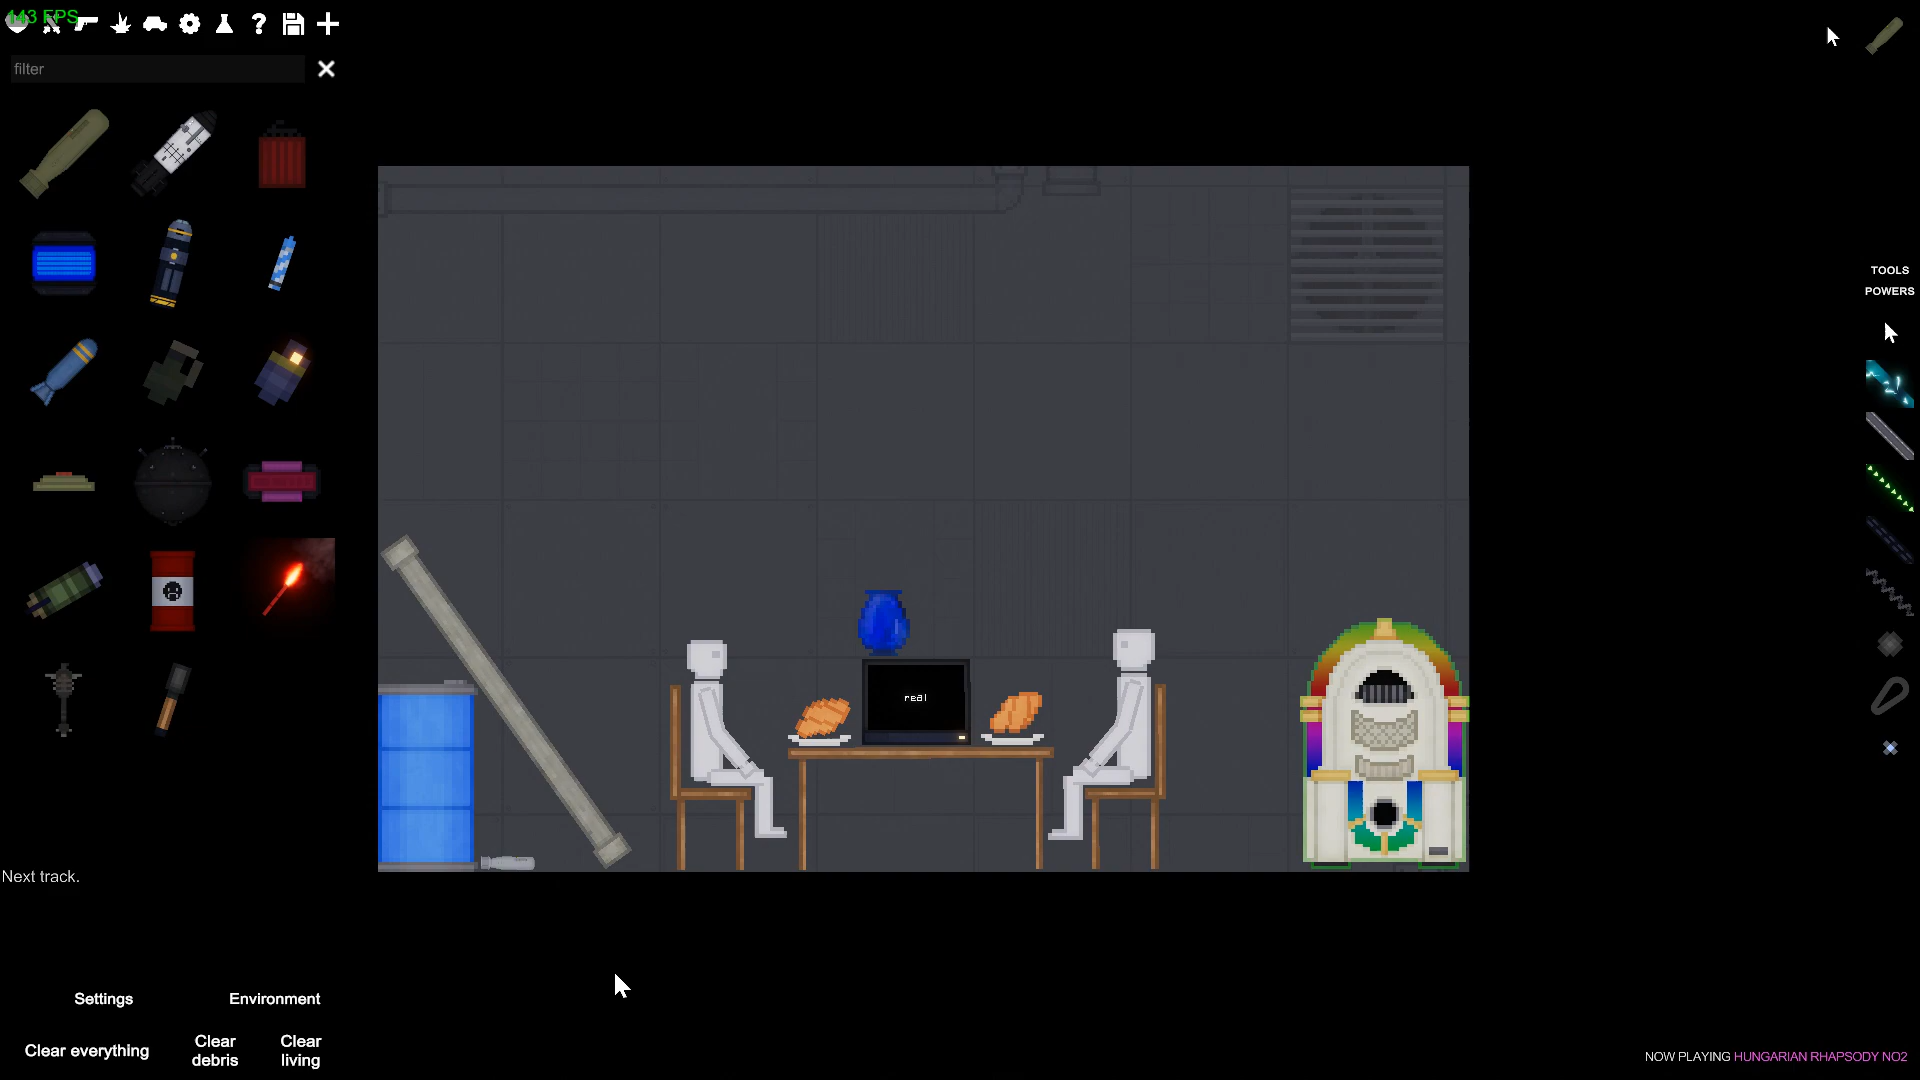 143 FPS
filter
TOOLS
POWERS
real
Next track.
Settings
Environment
Clear everything
Clear
debris
Clear
living
NOW PLAYING HUNGARIAN RHAPSODY NO2